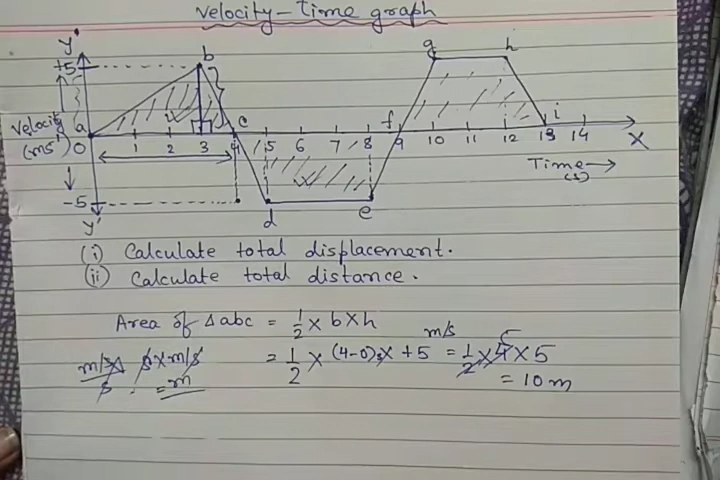 Velocity - Time graph
y
+5
b
g
h
Velocity
(ms⁻¹)
a
0
1
2
3
4
c
5
6
7
8
f
9
10
11
12
i
13
14
X
Time →
(s)
-5
y'
d
e
(i) Calculate total displacement.
(ii) Calculate total distance.
Area of Δabc = 1/2 × b × h
= 1/2 × (4-0)s × +5 m/s = 1/2 × 4 × 5
= 10 m
s × m/s
= m